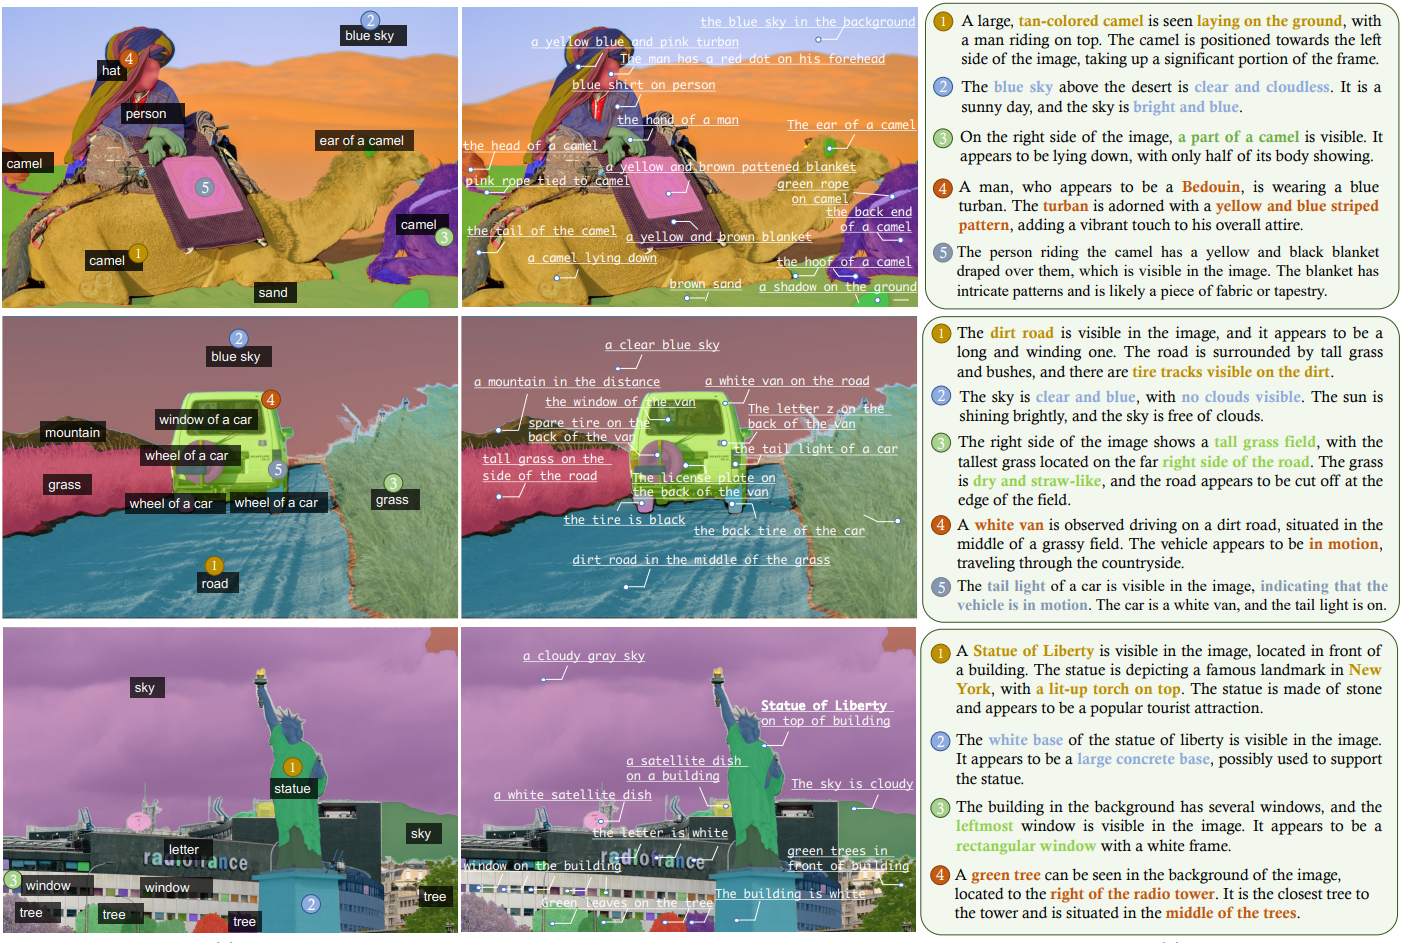 2
blue sky
4
hat
person
ear of a camel
camel
5
camel
3
camel 1
sand
the blue sky in the background
a yellow blue and pink turban
The man has a red dot on his forehead
blue shirt on person
the hand of a man
The ear of a camel
the head of a camel
a yellow and brown pattened blanket
pink rope tied to camel
green rope
on camel
the back end
of a camel
the tail of the camel
a yellow and brown blanket
a camel lying down
the hoof of a camel
brown sand
a shadow on the ground
1 A large, tan-colored camel is seen laying on the ground, with
a man riding on top. The camel is positioned towards the left
side of the image, taking up a significant portion of the frame.
2 The blue sky above the desert is clear and cloudless. It is a
sunny day, and the sky is bright and blue.
3 On the right side of the image, a part of a camel is visible. It
appears to be lying down, with only half of its body showing.
4 A man, who appears to be a Bedouin, is wearing a blue
turban. The turban is adorned with a yellow and blue striped
pattern, adding a vibrant touch to his overall attire.
5 The person riding the camel has a yellow and black blanket
draped over them, which is visible in the image. The blanket has
intricate patterns and is likely a piece of fabric or tapestry.
2
blue sky
4
window of a car
mountain
wheel of a car
5
grass
3
grass
wheel of a car
wheel of a car
1
road
a clear blue sky
a mountain in the distance
a white van on the road
the window of the van
The letter z on the
back of the van
spare tire on the
back of the van
the tail light of a car
tall grass on the
side of the road
The license plate on
the back of the van
the tire is black
the back tire of the car
dirt road in the middle of the grass
1 The dirt road is visible in the image, and it appears to be a
long and winding one. The road is surrounded by tall grass
and bushes, and there are tire tracks visible on the dirt.
2 The sky is clear and blue, with no clouds visible. The sun is
shining brightly, and the sky is free of clouds.
3 The right side of the image shows a tall grass field, with the
tallest grass located on the far right side of the road. The grass
is dry and straw-like, and the road appears to be cut off at the
edge of the field.
4 A white van is observed driving on a dirt road, situated in the
middle of a grassy field. The vehicle appears to be in motion,
traveling through the countryside.
5 The tail light of a car is visible in the image, indicating that the
vehicle is in motion. The car is a white van, and the tail light is on.
sky
1
statue
sky
letter
radiofrance
3
window
window
tree
tree
tree
2
tree
a cloudy gray sky
Statue of Liberty
on top of building
a satellite dish
on a building
The sky is cloudy
a white satellite dish
the letter is white
radiofrance
green trees in
front of building
window on the building
The building is white
Green leaves on the tree
1 A Statue of Liberty is visible in the image, located in front of
a building. The statue is depicting a famous landmark in New
York, with a lit-up torch on top. The statue is made of stone
and appears to be a popular tourist attraction.
2 The white base of the statue of liberty is visible in the image.
It appears to be a large concrete base, possibly used to support
the statue.
3 The building in the background has several windows, and the
leftmost window is visible in the image. It appears to be a
rectangular window with a white frame.
4 A green tree can be seen in the background of the image,
located to the right of the radio tower. It is the closest tree to
the tower and is situated in the middle of the trees.